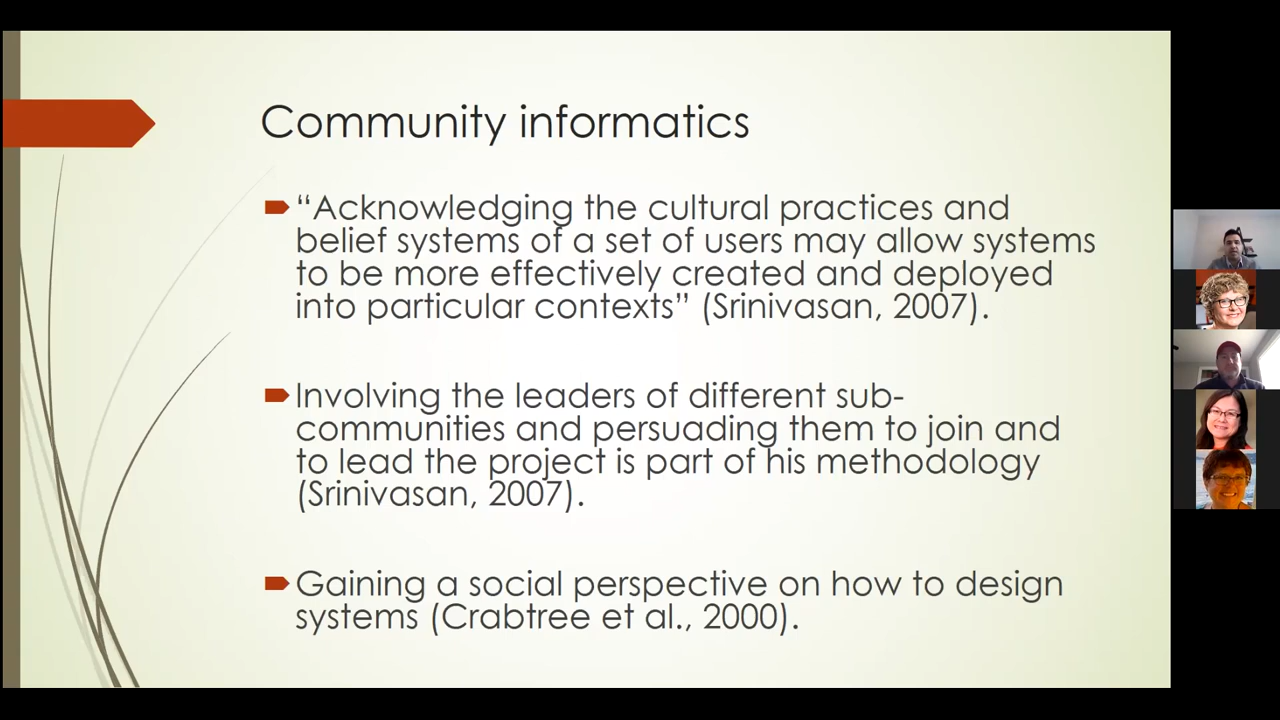 Community informatics
“Acknowledging the cultural practices and
belief systems of a set of users may allow systems
to be more effectively created and deployed
into particular contexts” (Srinivasan, 2007).
Involving the leaders of different sub-
communities and persuading them to join and
to lead the project is part of his methodology
(Srinivasan, 2007).
Gaining a social perspective on how to design
systems (Crabtree et al., 2000).